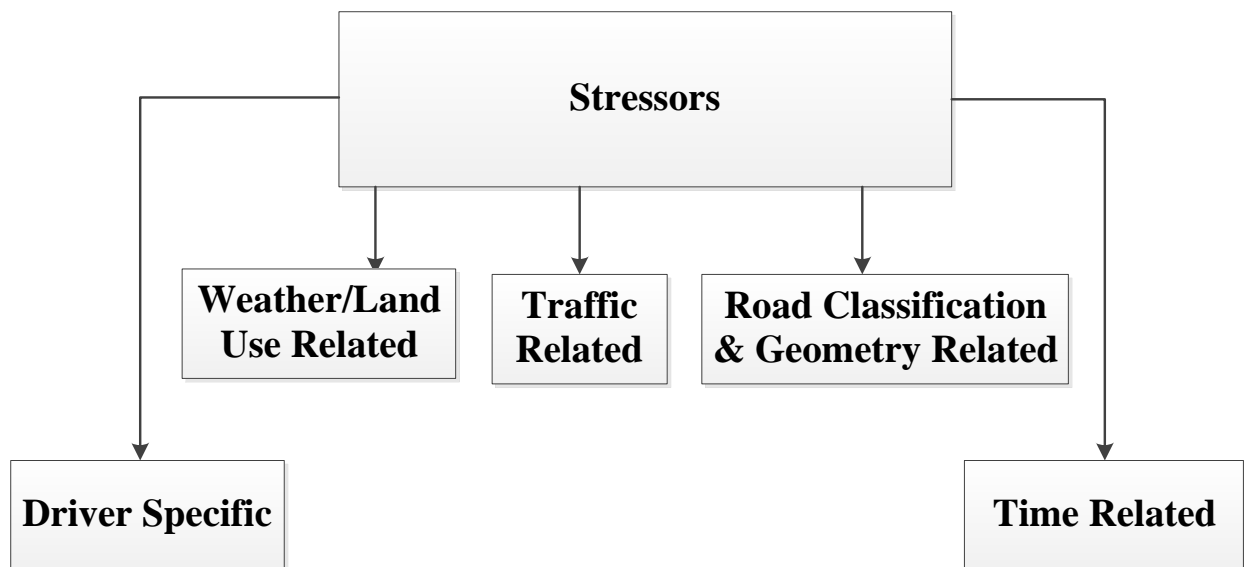 Stressors
Weather/Land
Use Related
Traffic
Related
Road Classification
& Geometry Related
Driver Specific
Time Related